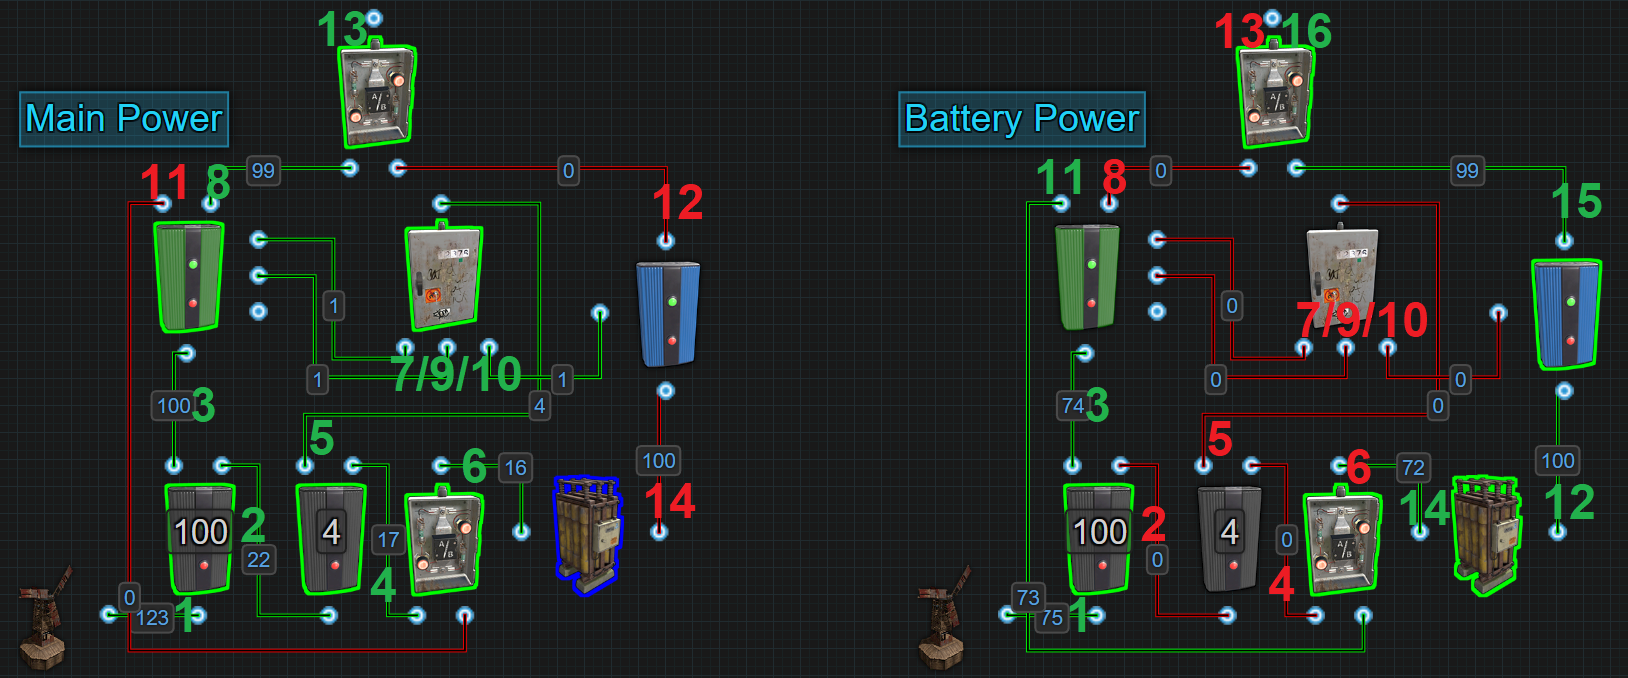 13
13 16
Main Power
Battery Power
A/B
A/B
11 8 99 0
11 8 0 99
12
15
1
0
7/9/10
7/9/10
1 1
0 0
100 3 4
74 3 0
5 6 16 100
5 6 72 100
100 2 4 17 A/B 14
100 2 4 0 A/B 14 12
22 4
0 4
0 123 1
73 75 1